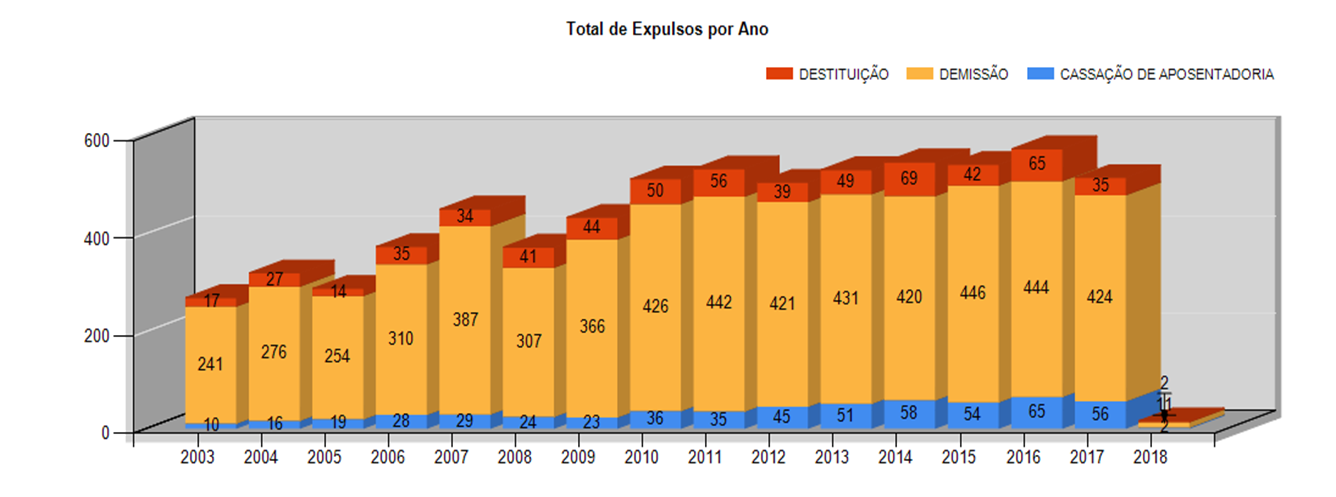 Total de Expulsos por Ano
DESTITUIÇÃO DEMISSÃO CASSAÇÃO DE APOSENTADORIA
600
400
200
0
17 27 14 35 34 41 44 50 56 39 49 69 42 65 35 2
241 276 254 310 387 307 366 426 442 421 431 420 446 444 424 11
10 16 19 28 29 24 23 36 35 45 51 58 54 65 56 2
2003 2004 2005 2006 2007 2008 2009 2010 2011 2012 2013 2014 2015 2016 2017 2018